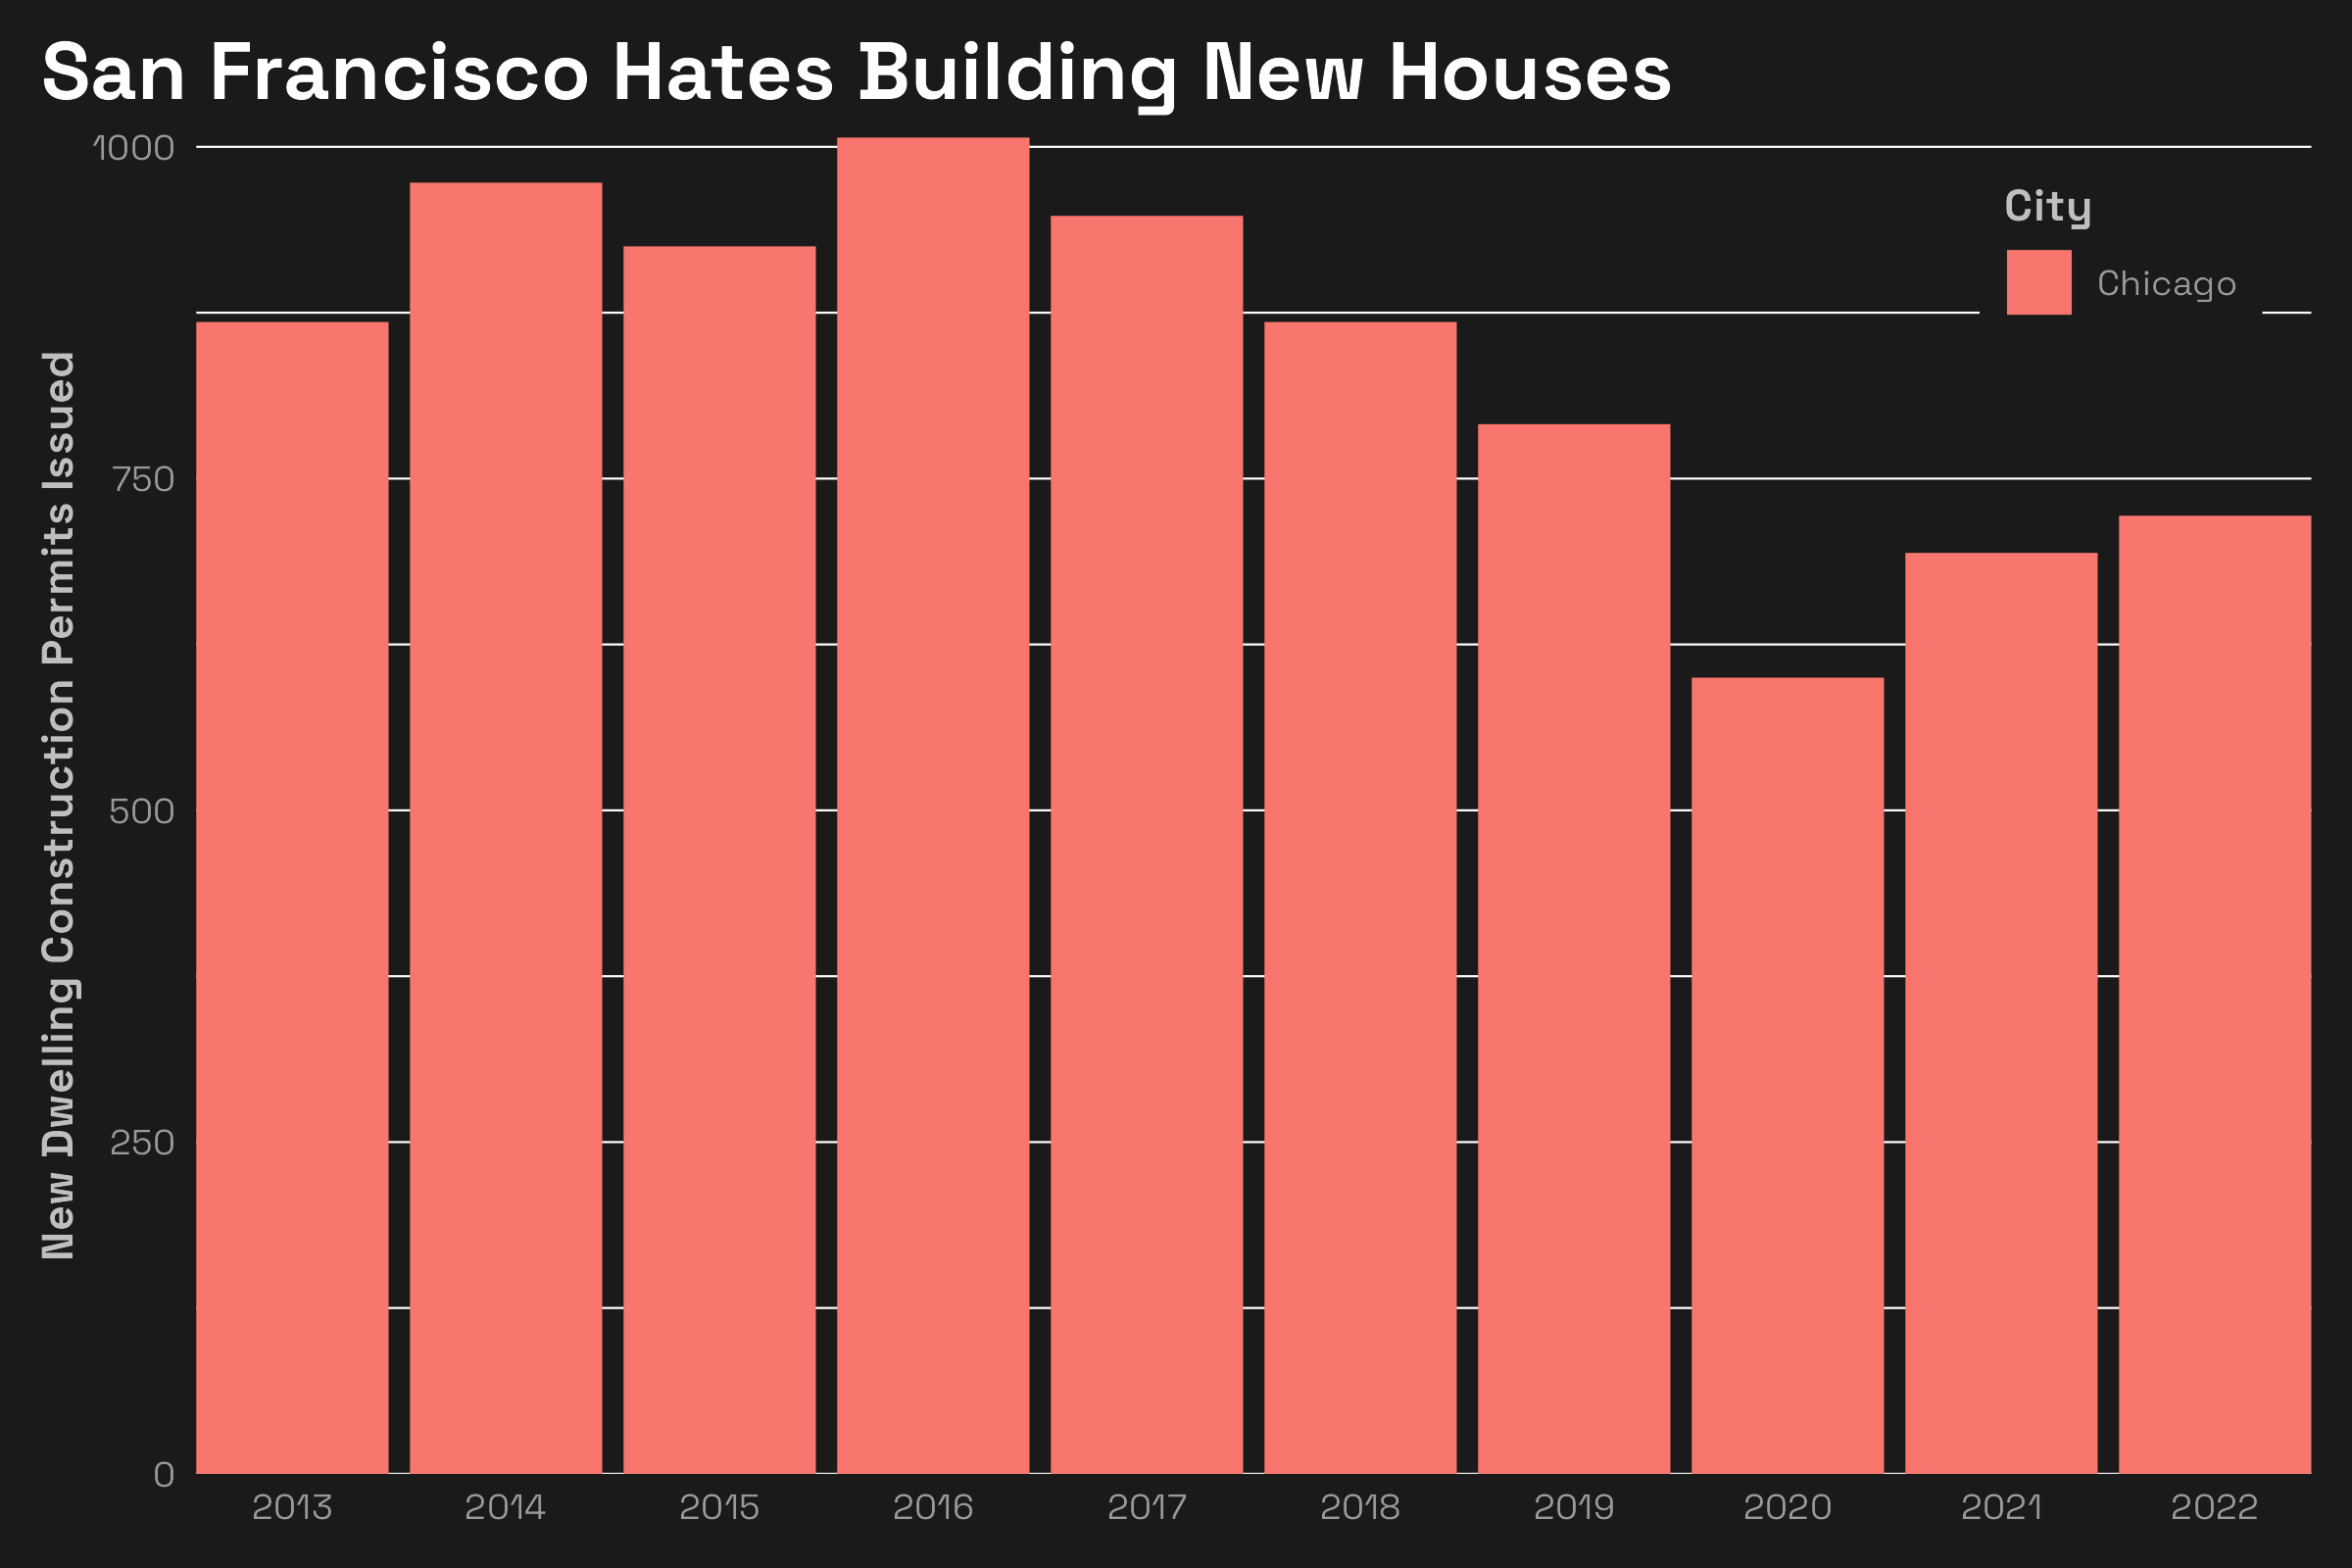 San Francisco Hates Building New Houses
New Dwelling Construction Permits Issued
1000
750
500
250
0
City
Chicago
2013 2014 2015 2016 2017 2018 2019 2020 2021 2022